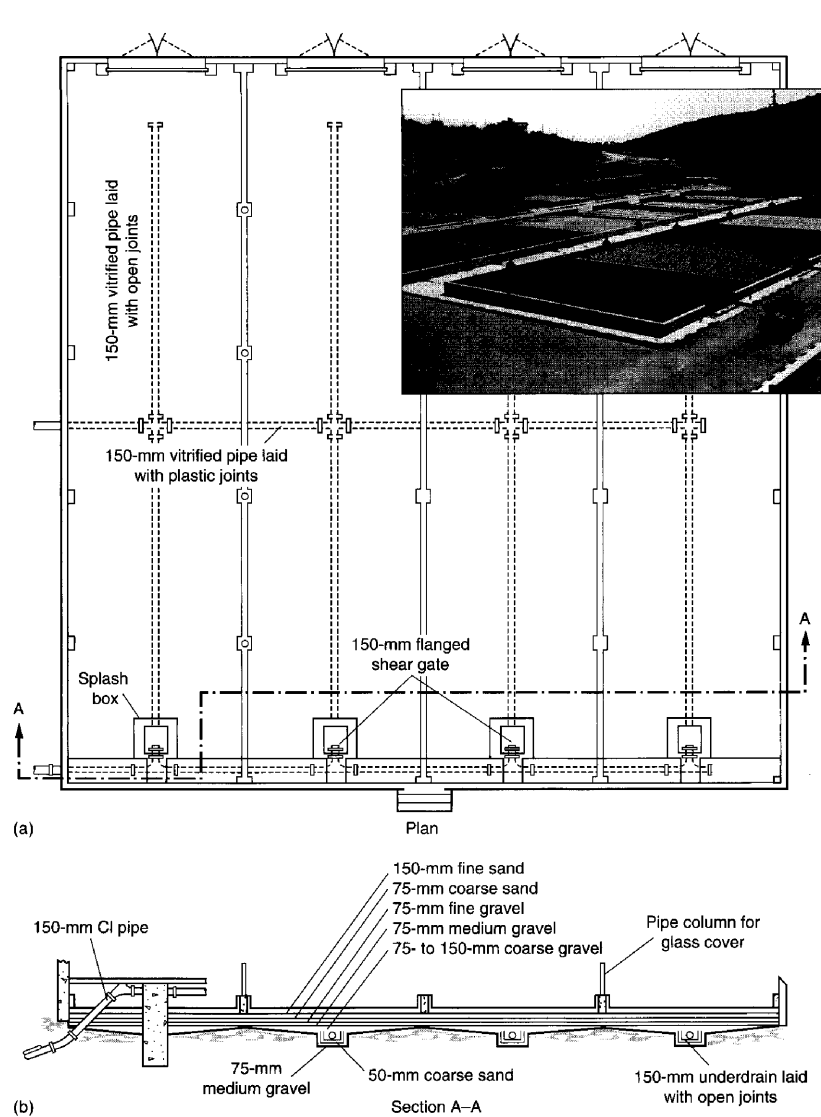 150-mm vitrified pipe laid
with open joints
150-mm vitrified pipe laid
with plastic joints
150-mm flanged
shear gate
Splash
box
A
A
(a)
Plan
150-mm fine sand
75-mm coarse sand
75-mm fine gravel
75-mm medium gravel
75- to 150-mm coarse gravel
150-mm CI pipe
Pipe column for
glass cover
75-mm
medium gravel
50-mm coarse sand
150-mm underdrain laid
with open joints
(b)
Section A–A